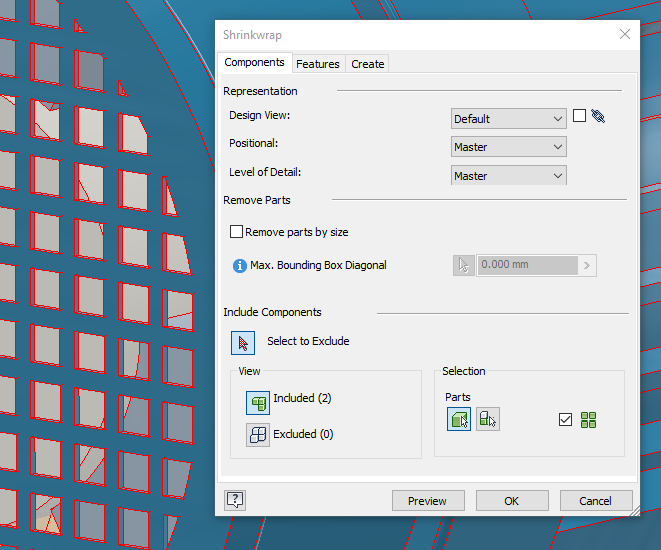 Shrinkwrap
Components Features Create
Representation
Design View: Default
Positional: Master
Level of Detail: Master
Remove Parts
Remove parts by size
Max. Bounding Box Diagonal 0.000 mm
Include Components
Select to Exclude
View
Included (2)
Excluded (0)
Selection
Parts
? Preview OK Cancel